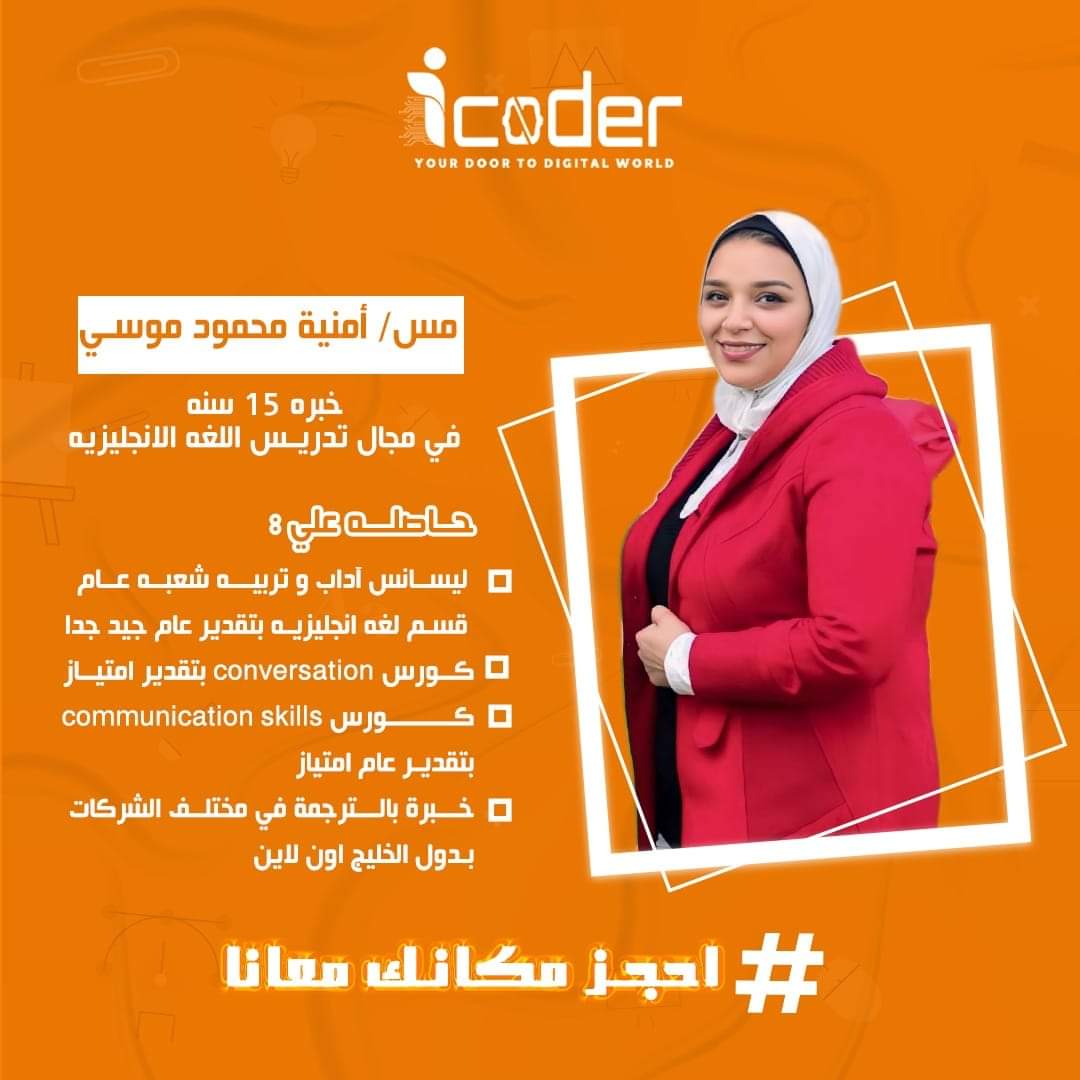 icoder
YOUR DOOR TO DIGITAL WORLD
مس/ أمنية محمود موسي
خبره 15 سنه
في مجال تدريس اللغه الانجليزيه
حاصله علي 8
ليسانس آداب و تربيه شعبه عام
قسم لغه انجليزيه بتقدير عام جيد جدا
كورس conversation بتقدير امتياز
كورس communication skills
بتقدير عام امتياز
خبرة بالترجمة في مختلف الشركات
بدول الخليج اون لاين
#احجز مكانك معانا